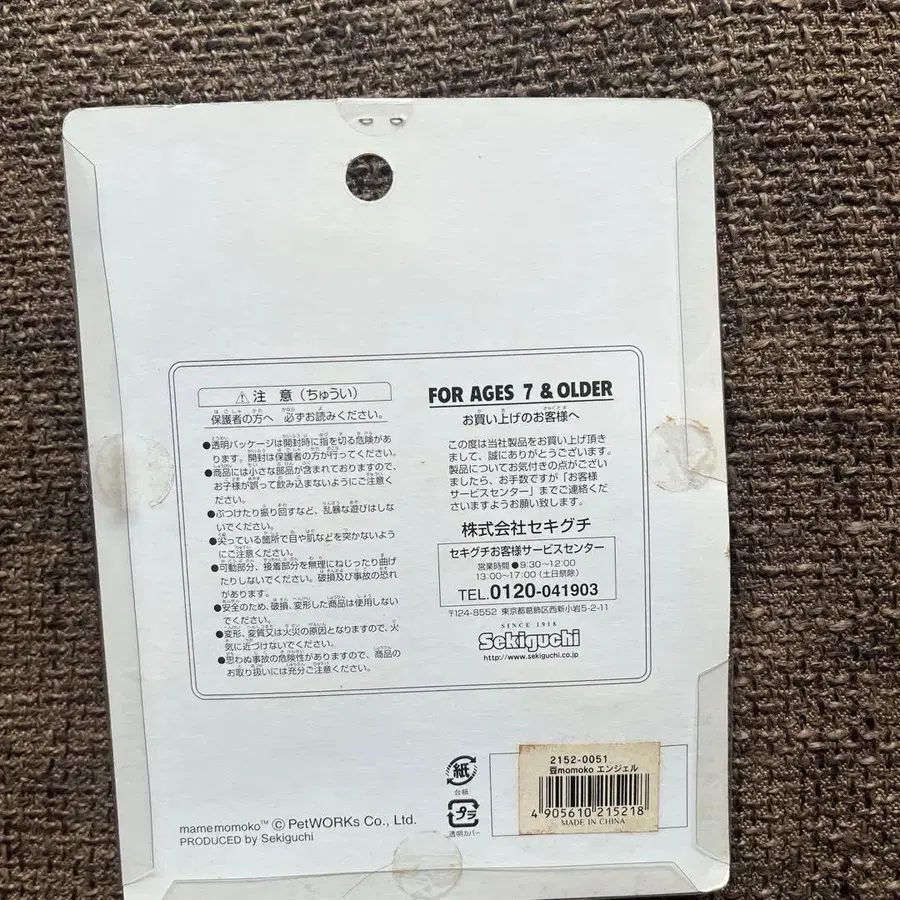 ⚠注意（ちゅうい）
保護者の方へ 必ずお読みください。
●透明パッケージは開封時に指を切る危険があ
ります。開封は保護者の方が行ってください。
●商品には小さな部品が含まれておりますので、
お子様が誤って飲み込まないようにご注意く
ださい。
●ぶつけたり振り回すなど、乱暴な遊びはしな
いでください。
●尖っている箇所で目や肌などを突かないよう
にご注意ください。
●可動部分、接着部分を無理にねじったり曲げ
たりしないでください。破損及び事故の恐れ
があります。
●安全のため、破損、変形した商品は使用しない
でください。
●変形、変質又は火災の原因となりますので、火
気に近づけないでください。
●思わぬ事故の危険性がありますので、商品の
お取り扱いには充分ご注意ください。
FOR AGES 7 & OLDER
お買い上げのお客様へ
この度は当社製品をお買い上げ頂き
まして、誠にありがとうございます。
製品についてお気付きの点がござい
ましたら、お手数ですが「お客様
サービスセンター」までご連絡くだ
さいますようお願い致します。
株式会社セキグチ
セキグチお客様サービスセンター
営業時間 ●9:30~12:00
13:00~17:00（土日祭除）
TEL.0120-041903
〒124-8552 東京都葛飾区西新小岩5-2-11
SINCE 1918
Sekiguchi
http://www.sekiguchi.co.jp
紙
台紙
プラ
透明カバー
2152-0051
豆momoko エンジェル
4 905610 215218
MADE IN CHINA
mame momoko™ © PetWORKs Co., Ltd.
PRODUCED by Sekiguchi